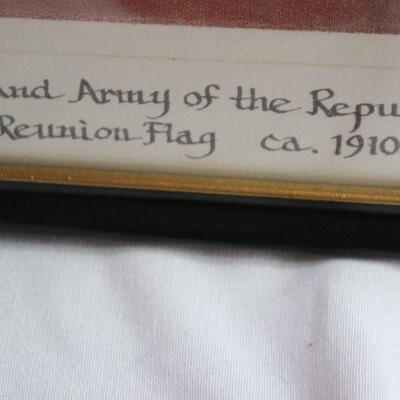 and Army of the Repu
Reunion Flag ca. 1910